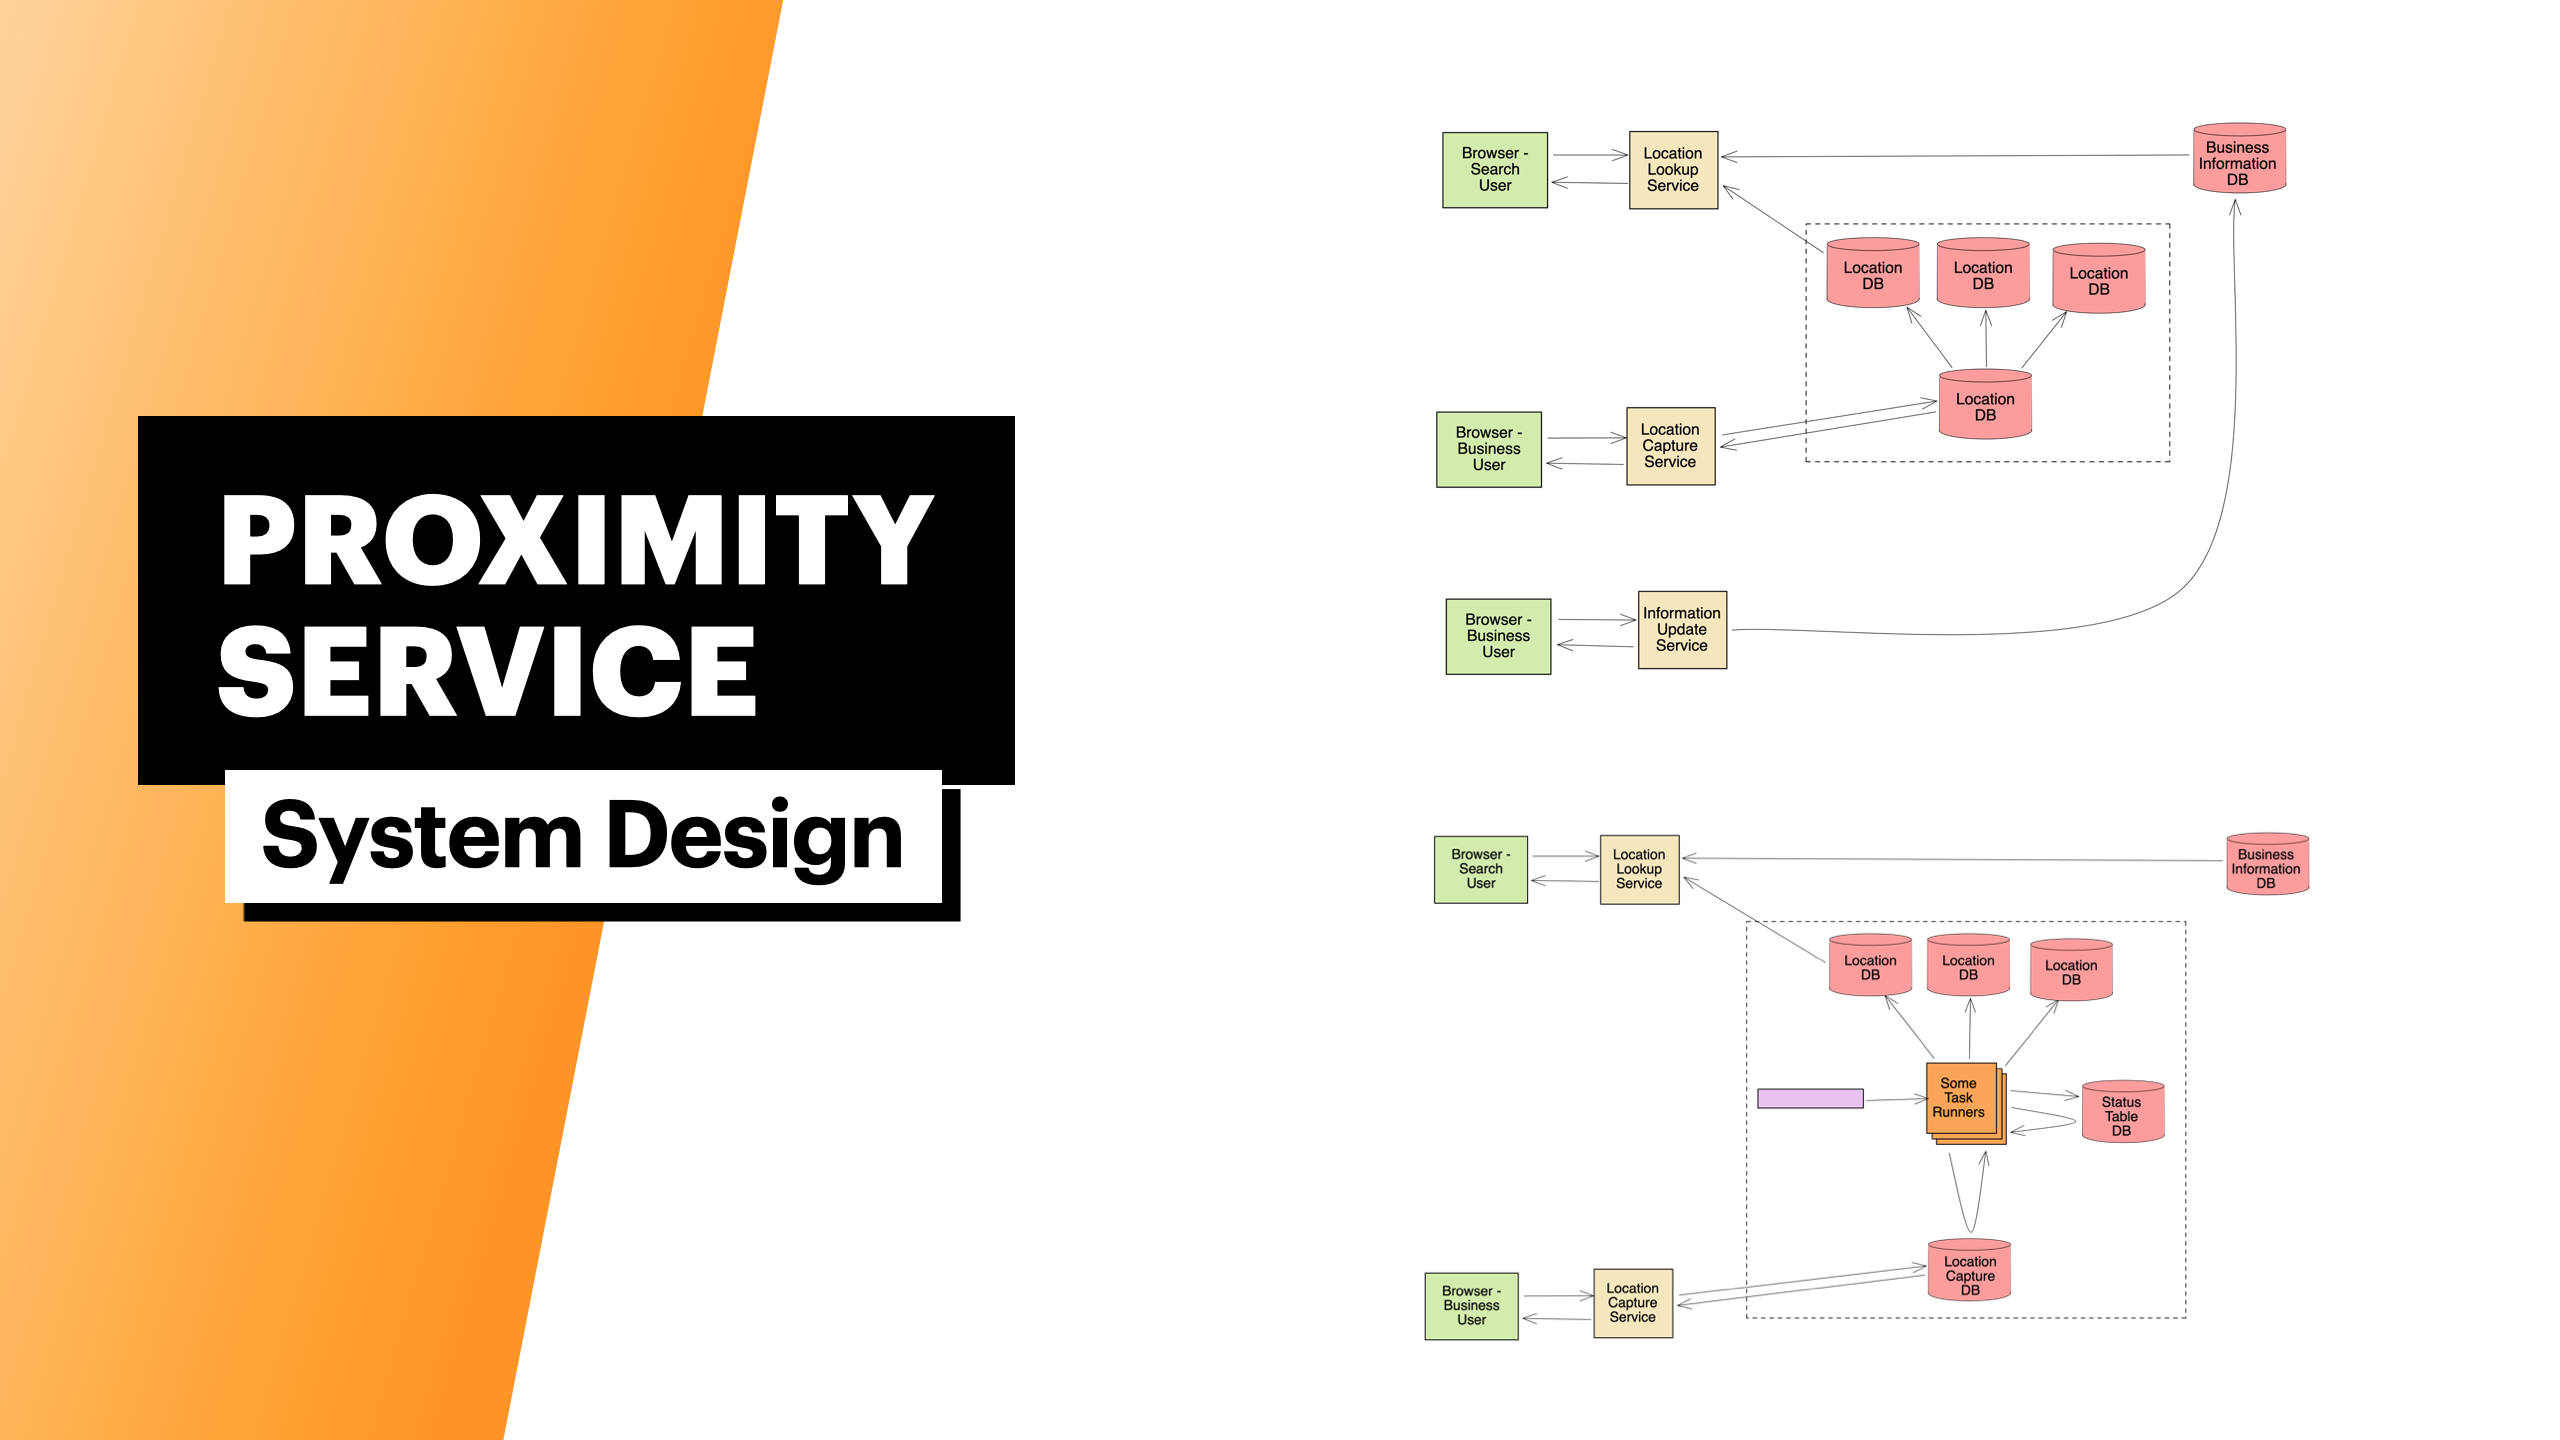 PROXIMITY
SERVICE
System Design
Browser -
Search
User
Location
Lookup
Service
Business
Information
DB
Location
DB
Location
DB
Location
DB
Location
DB
Browser -
Business
User
Location
Capture
Service
Browser -
Business
User
Information
Update
Service
Browser -
Search
User
Location
Lookup
Service
Business
Information
DB
Location
DB
Location
DB
Location
DB
Some
Task
Runners
Status
Table
DB
Location
Capture
DB
Browser -
Business
User
Location
Capture
Service